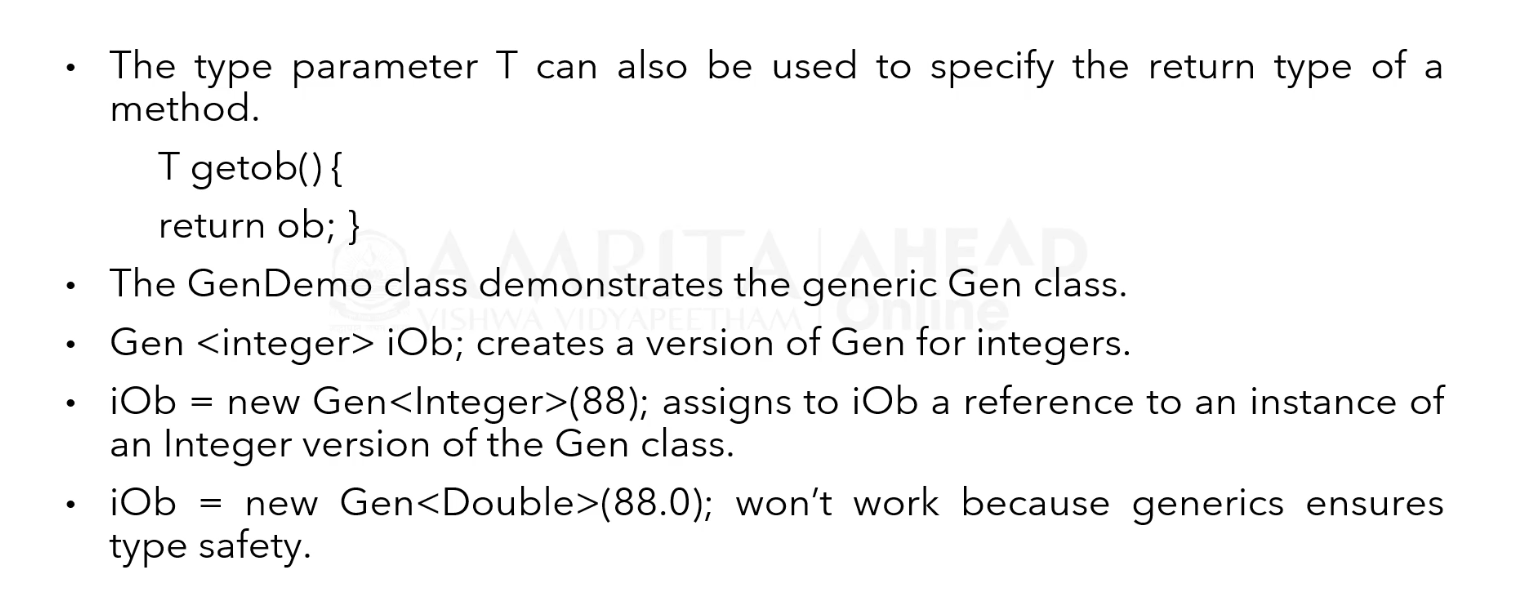 • The type parameter T can also be used to specify the return type of a
method.
T getob() {
return ob; }
• The GenDemo class demonstrates the generic Gen class.
• Gen <integer> iOb; creates a version of Gen for integers.
• iOb = new Gen<Integer>(88); assigns to iOb a reference to an instance of
an Integer version of the Gen class.
• iOb = new Gen<Double>(88.0); won’t work because generics ensures
type safety.
AMRITA
VISHWA VIDYAPEETHAM
AHEAD
Online